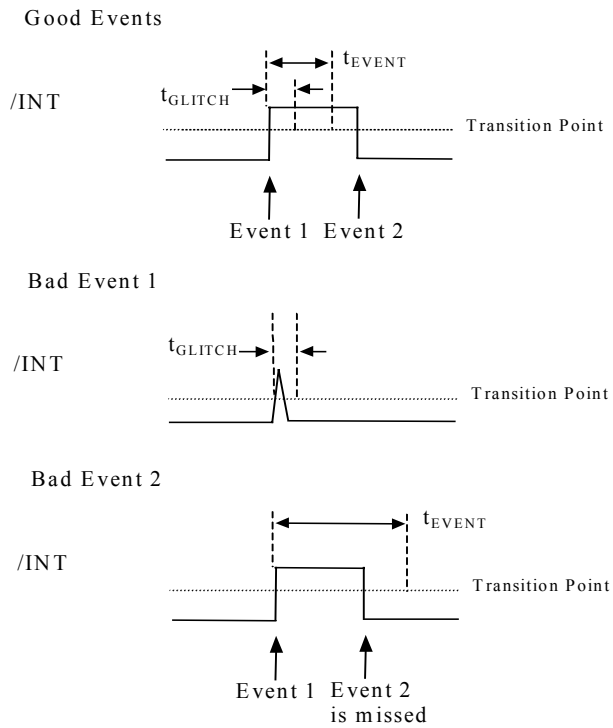 Good Events
tEVENT
tGLITCH
/INT
Transition Point
Event 1
Event 2
Bad Event 1
tGLITCH
/INT
Transition Point
Bad Event 2
tEVENT
/INT
Transition Point
Event 1
Event 2
is missed